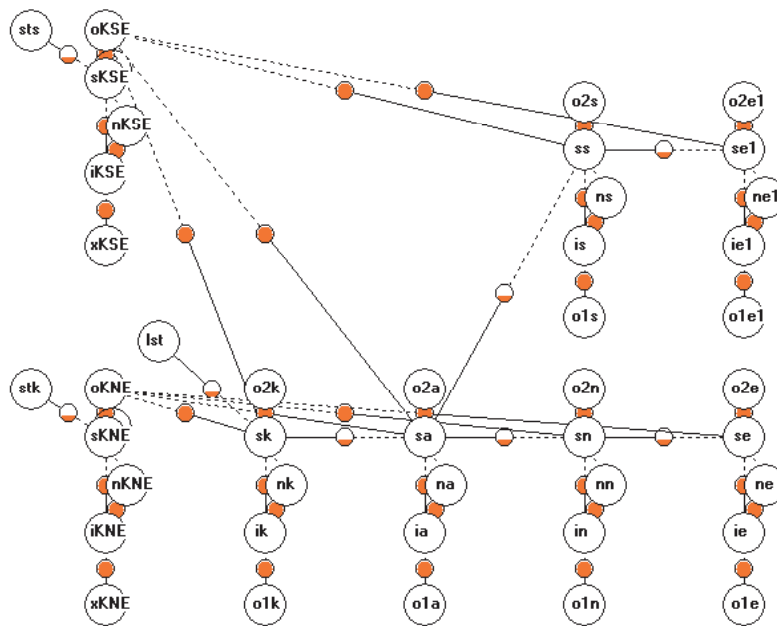 sts oKSE
sKSE o2s o2e1
nKSE ss se1
iKSE ns ne1
xKSE is ie1
o1s o1e1
lst
stk oKNE o2k o2a o2n o2e
sKNE sk sa sn se
nKNE nk na nn ne
iKNE ik ia in ie
xKNE o1k o1a o1n o1e